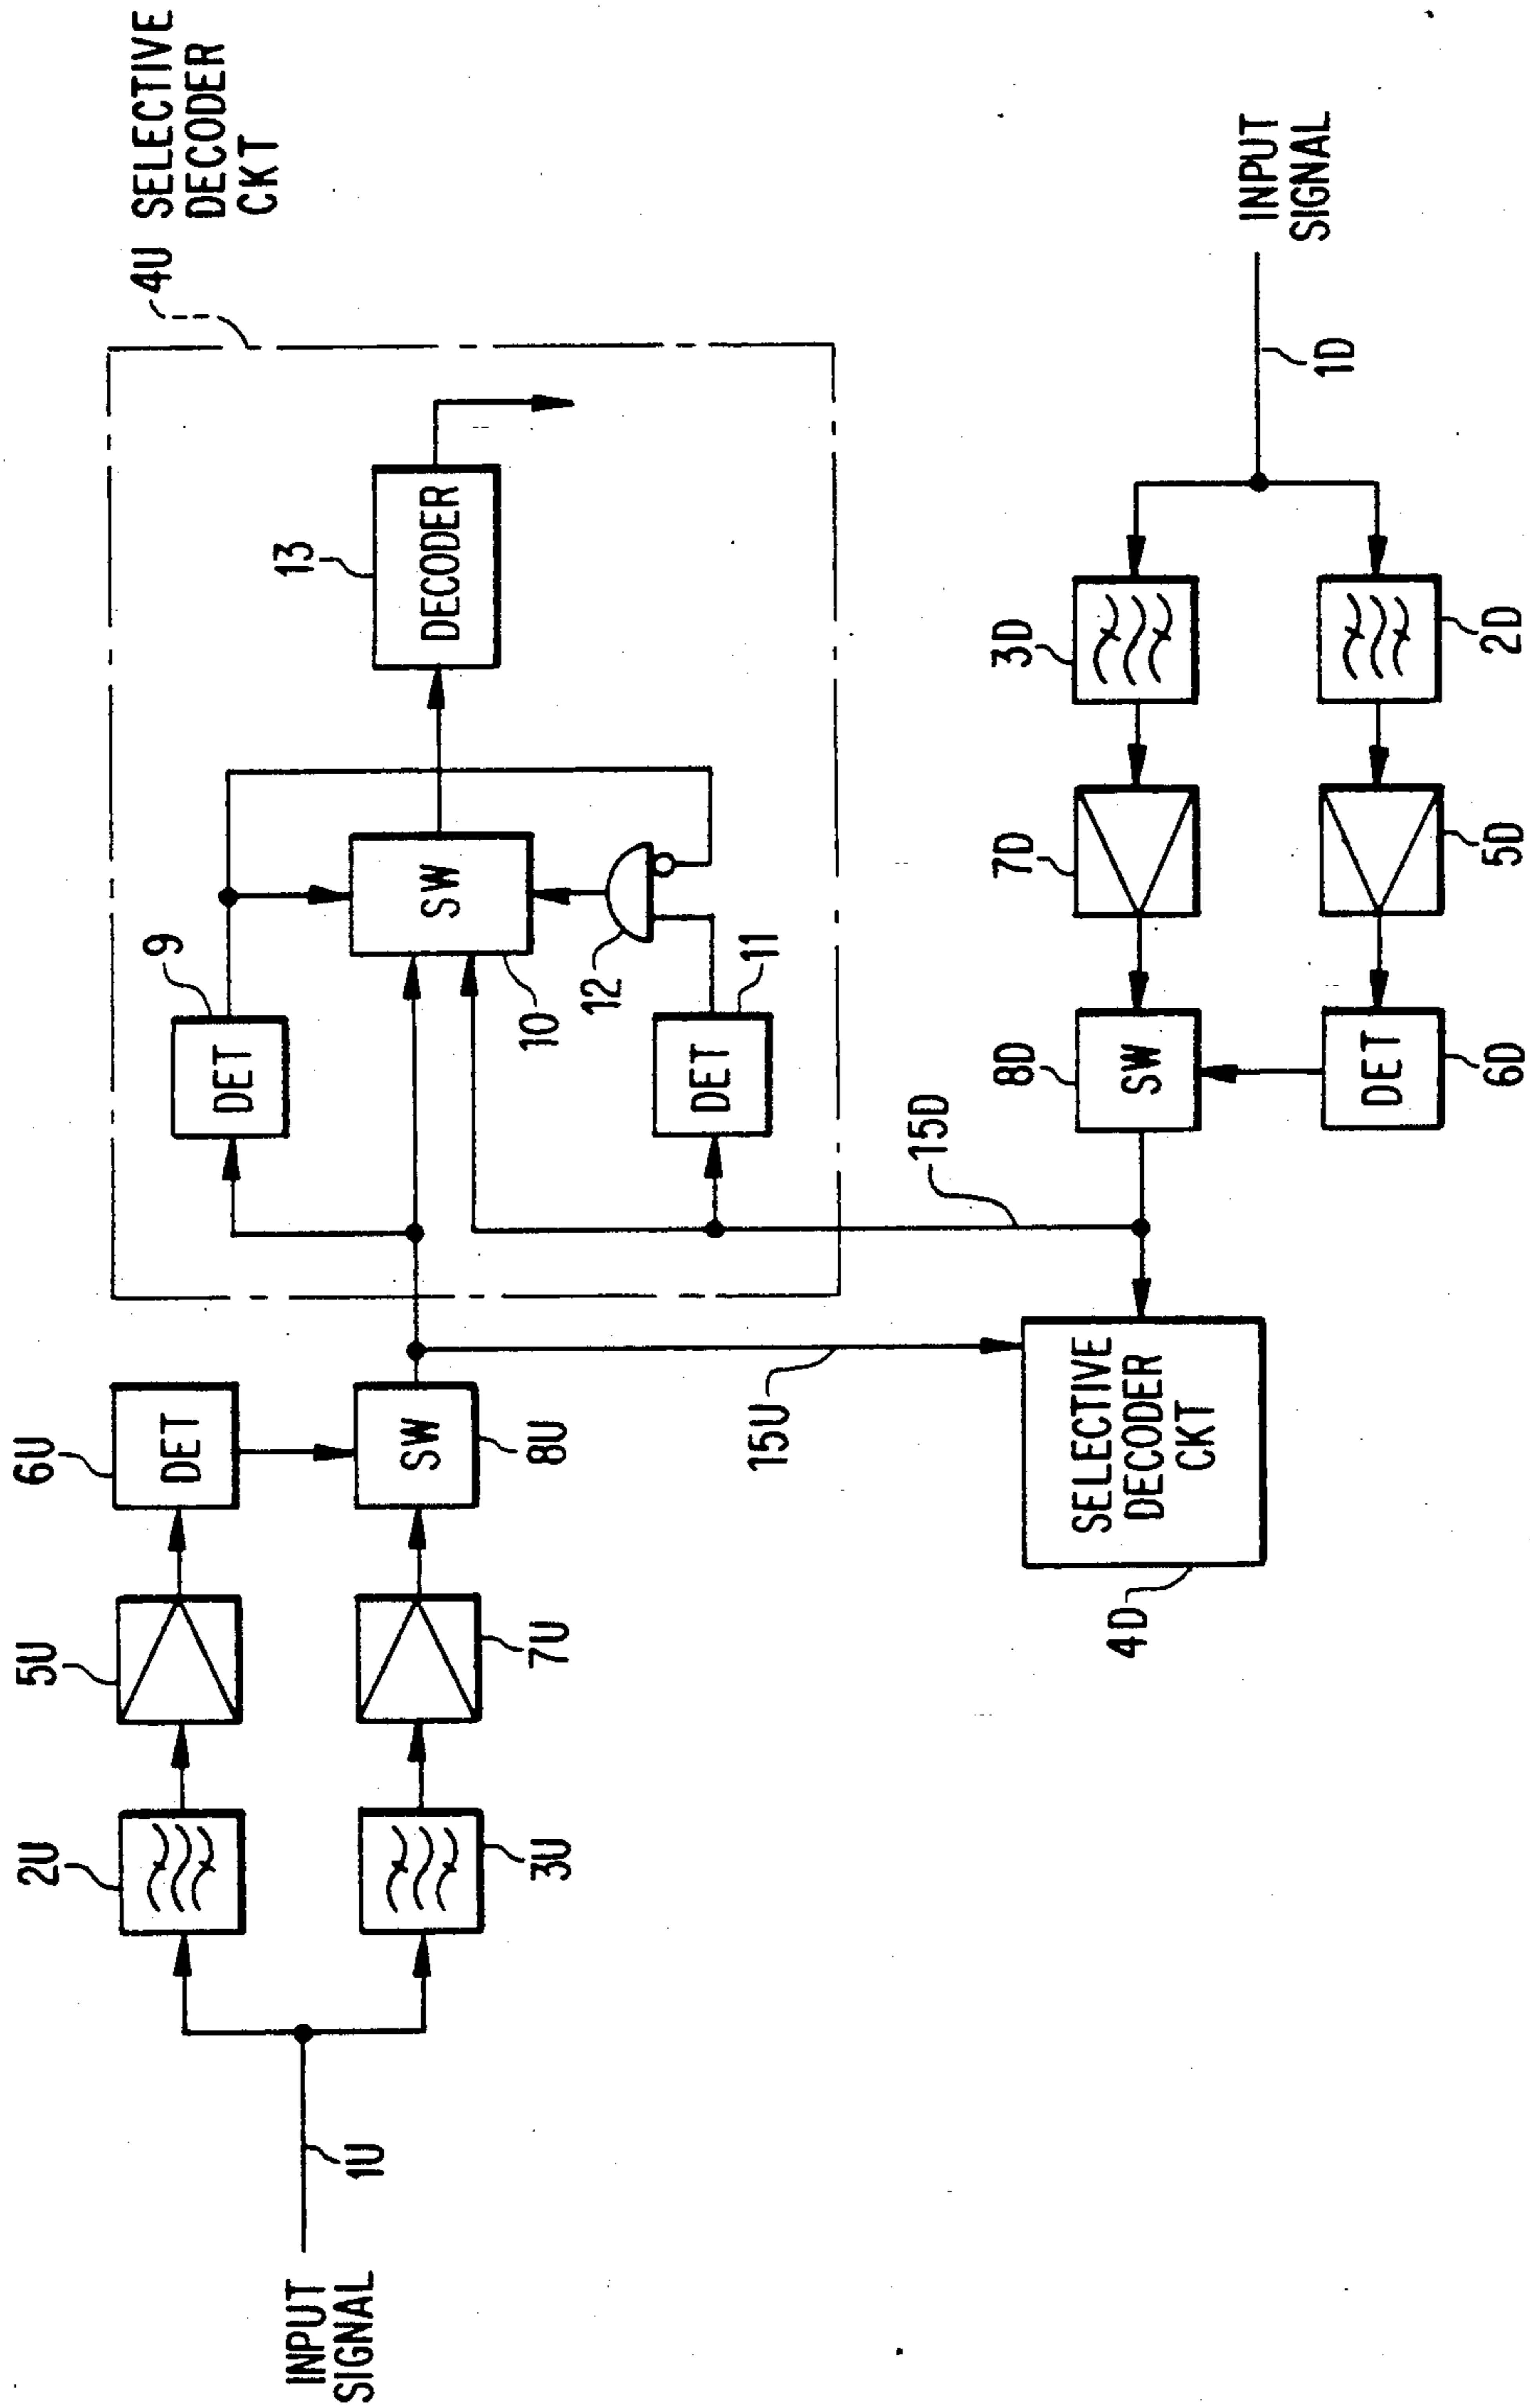 4U SELECTIVE
DECODER
CKT
INPUT
SIGNAL
1U
2U
5U
6U
DET
3U
7U
8U
SW
15U
9
DET
10
SW
12
11
DET
13
DECODER
15D
4D
SELECTIVE
DECODER
CKT
8D
SW
7D
3D
6D
DET
5D
2D
1D
INPUT
SIGNAL